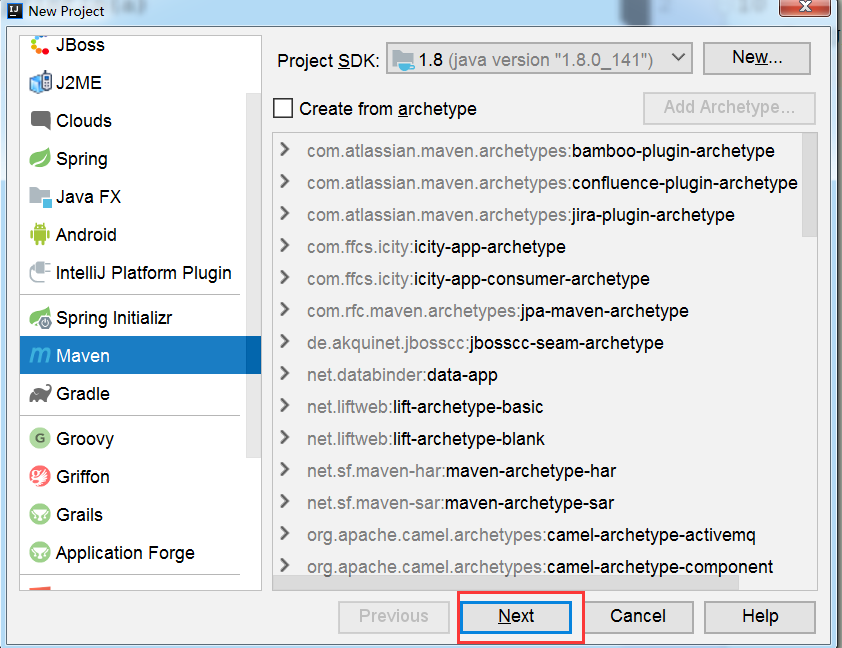 New Project
JBoss
J2ME
Clouds
Spring
Java FX
Android
IntelliJ Platform Plugin
Spring Initializr
Maven
Gradle
Groovy
Griffon
Grails
Application Forge
Project SDK: 1.8 (java version "1.8.0_141") New...
Create from archetype Add Archetype...
com.atlassian.maven.archetypes:bamboo-plugin-archetype
com.atlassian.maven.archetypes:confluence-plugin-archetype
com.atlassian.maven.archetypes:jira-plugin-archetype
com.ffcs.icity:icity-app-archetype
com.ffcs.icity:icity-app-consumer-archetype
com.rfc.maven.archetypes:jpa-maven-archetype
de.akquinet.jbosscc:jbosscc-seam-archetype
net.databinder:data-app
net.liftweb:lift-archetype-basic
net.liftweb:lift-archetype-blank
net.sf.maven-har:maven-archetype-har
net.sf.maven-sar:maven-archetype-sar
org.apache.camel.archetypes:camel-archetype-activemq
org.apache.camel.archetypes:camel-archetype-component
Previous Next Cancel Help